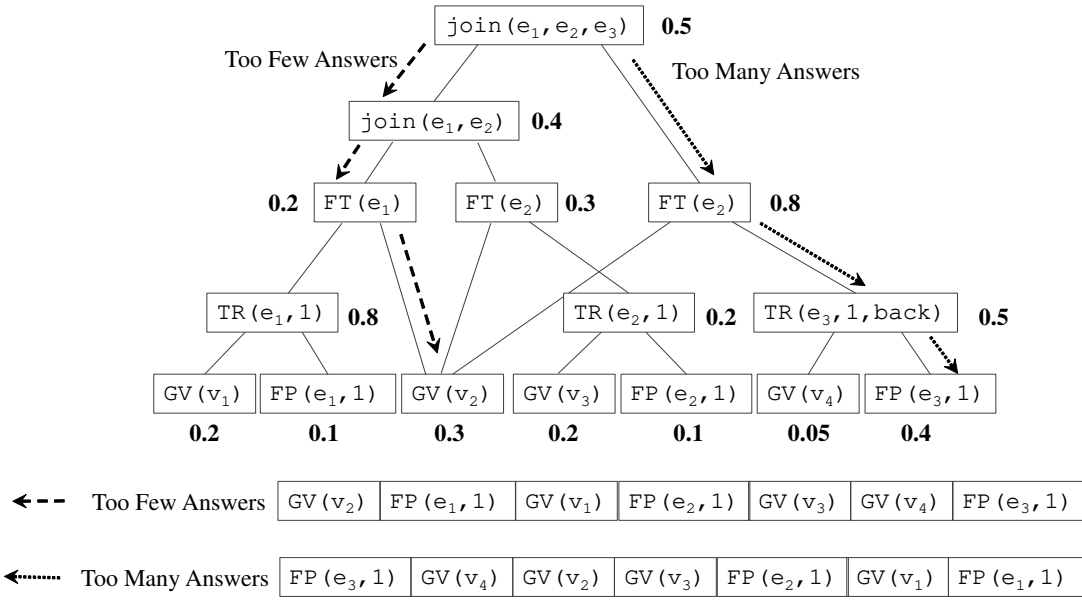 join(e₁,e₂,e₃) 0.5
Too Few Answers
Too Many Answers
join(e₁,e₂) 0.4
0.2 FT(e₁) FT(e₂) 0.3 FT(e₂) 0.8
TR(e₁,1) 0.8 TR(e₂,1) 0.2 TR(e₃,1,back) 0.5
GV(v₁) FP(e₁,1) GV(v₂) GV(v₃) FP(e₂,1) GV(v₄) FP(e₃,1)
0.2 0.1 0.3 0.2 0.1 0.05 0.4
Too Few Answers GV(v₂) FP(e₁,1) GV(v₁) FP(e₂,1) GV(v₃) GV(v₄) FP(e₃,1)
Too Many Answers FP(e₃,1) GV(v₄) GV(v₂) GV(v₃) FP(e₂,1) GV(v₁) FP(e₁,1)